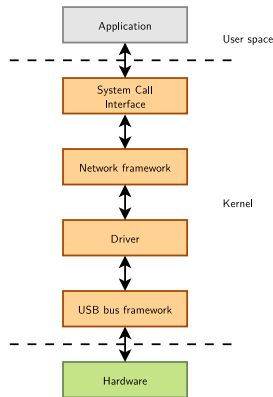 Application
User space
System Call
Interface
Network framework
Kernel
Driver
USB bus framework
Hardware